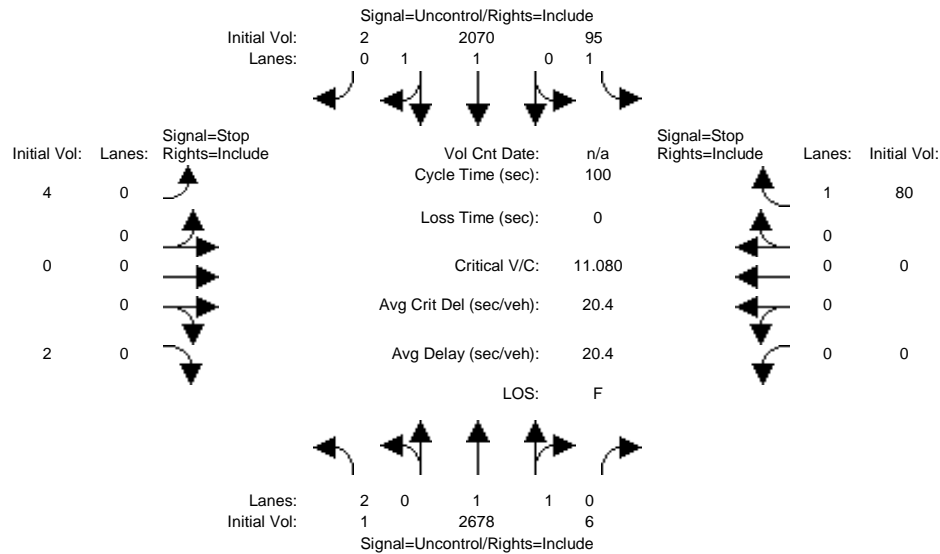 Signal=Uncontrol/Rights=Include
Initial Vol: 2 2070 95
Lanes: 0 1 1 0 1
Signal=Stop Signal=Stop
Initial Vol: Lanes: Rights=Include Vol Cnt Date: n/a Rights=Include Lanes: Initial Vol:
Cycle Time (sec): 100
4 0 1 80
Loss Time (sec): 0
0 0
0 0 Critical V/C: 11.080 0 0
0 Avg Crit Del (sec/veh): 20.4 0
2 0 Avg Delay (sec/veh): 20.4 0 0
LOS: F
Lanes: 2 0 1 1 0
Initial Vol: 1 2678 6
Signal=Uncontrol/Rights=Include